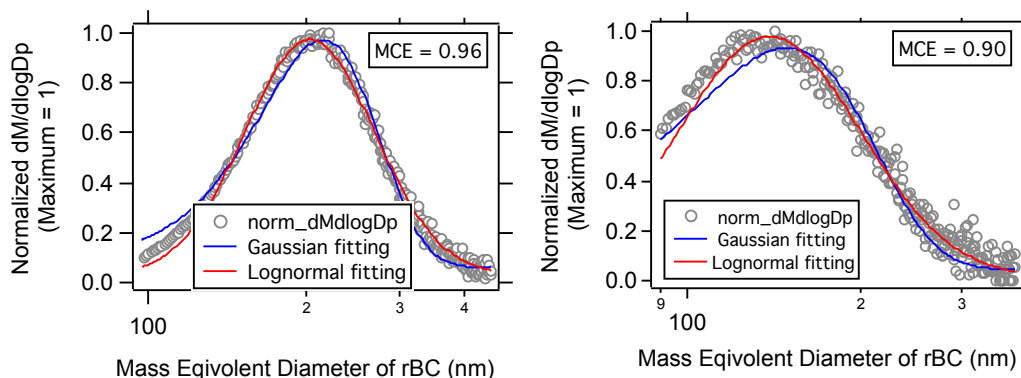 Normalized dM/dlogDp
(Maximum = 1)
1.0
0.8
0.6
0.4
0.2
0.0
MCE = 0.96
norm_dMdlogDp
Gaussian fitting
Lognormal fitting
100
2
3
4
Mass Eqivolent Diameter of rBC (nm)
Normalized dM/dlogDp
(Maximum = 1)
1.0
0.8
0.6
0.4
0.2
0.0
MCE = 0.90
norm_dMdlogDp
Gaussian fitting
Lognormal fitting
9
100
2
3
Mass Eqivolent Diameter of rBC (nm)